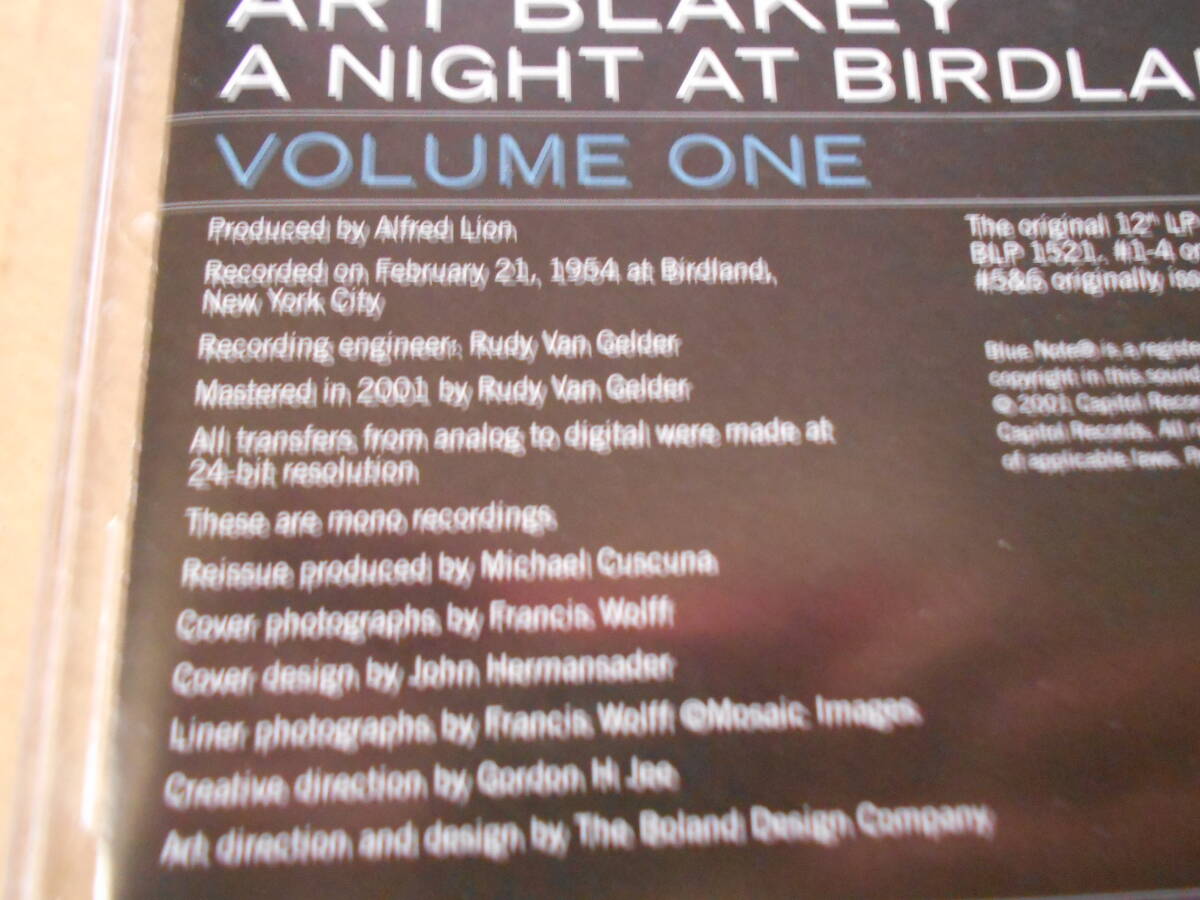 ART BLAKEY
A NIGHT AT BIRDLA
VOLUME ONE
Produced by Alfred Lion
Recorded on February 21, 1954 at Birdland,
New York City
Recording engineer: Rudy Van Gelder
Mastered in 2001 by Rudy Van Gelder
All transfers from analog to digital were made at
24-bit resolution
These are mono recordings
Reissue produced by Michael Cuscuna
Cover photographs by Francis Wolff
Cover design by John Hermansader
Liner photographs by Francis Wolff ©Mosaic Images
Creative direction by Gordon H Jee
Art direction and design by The Boland Design Company
The original 12" LP
BLP 1521. #1-4 or
#5&6 originally iss
Blue Note® is a registe
copyright in this sound
© 2001 Capitol Recor
Capitol Records. All r
of applicable laws.